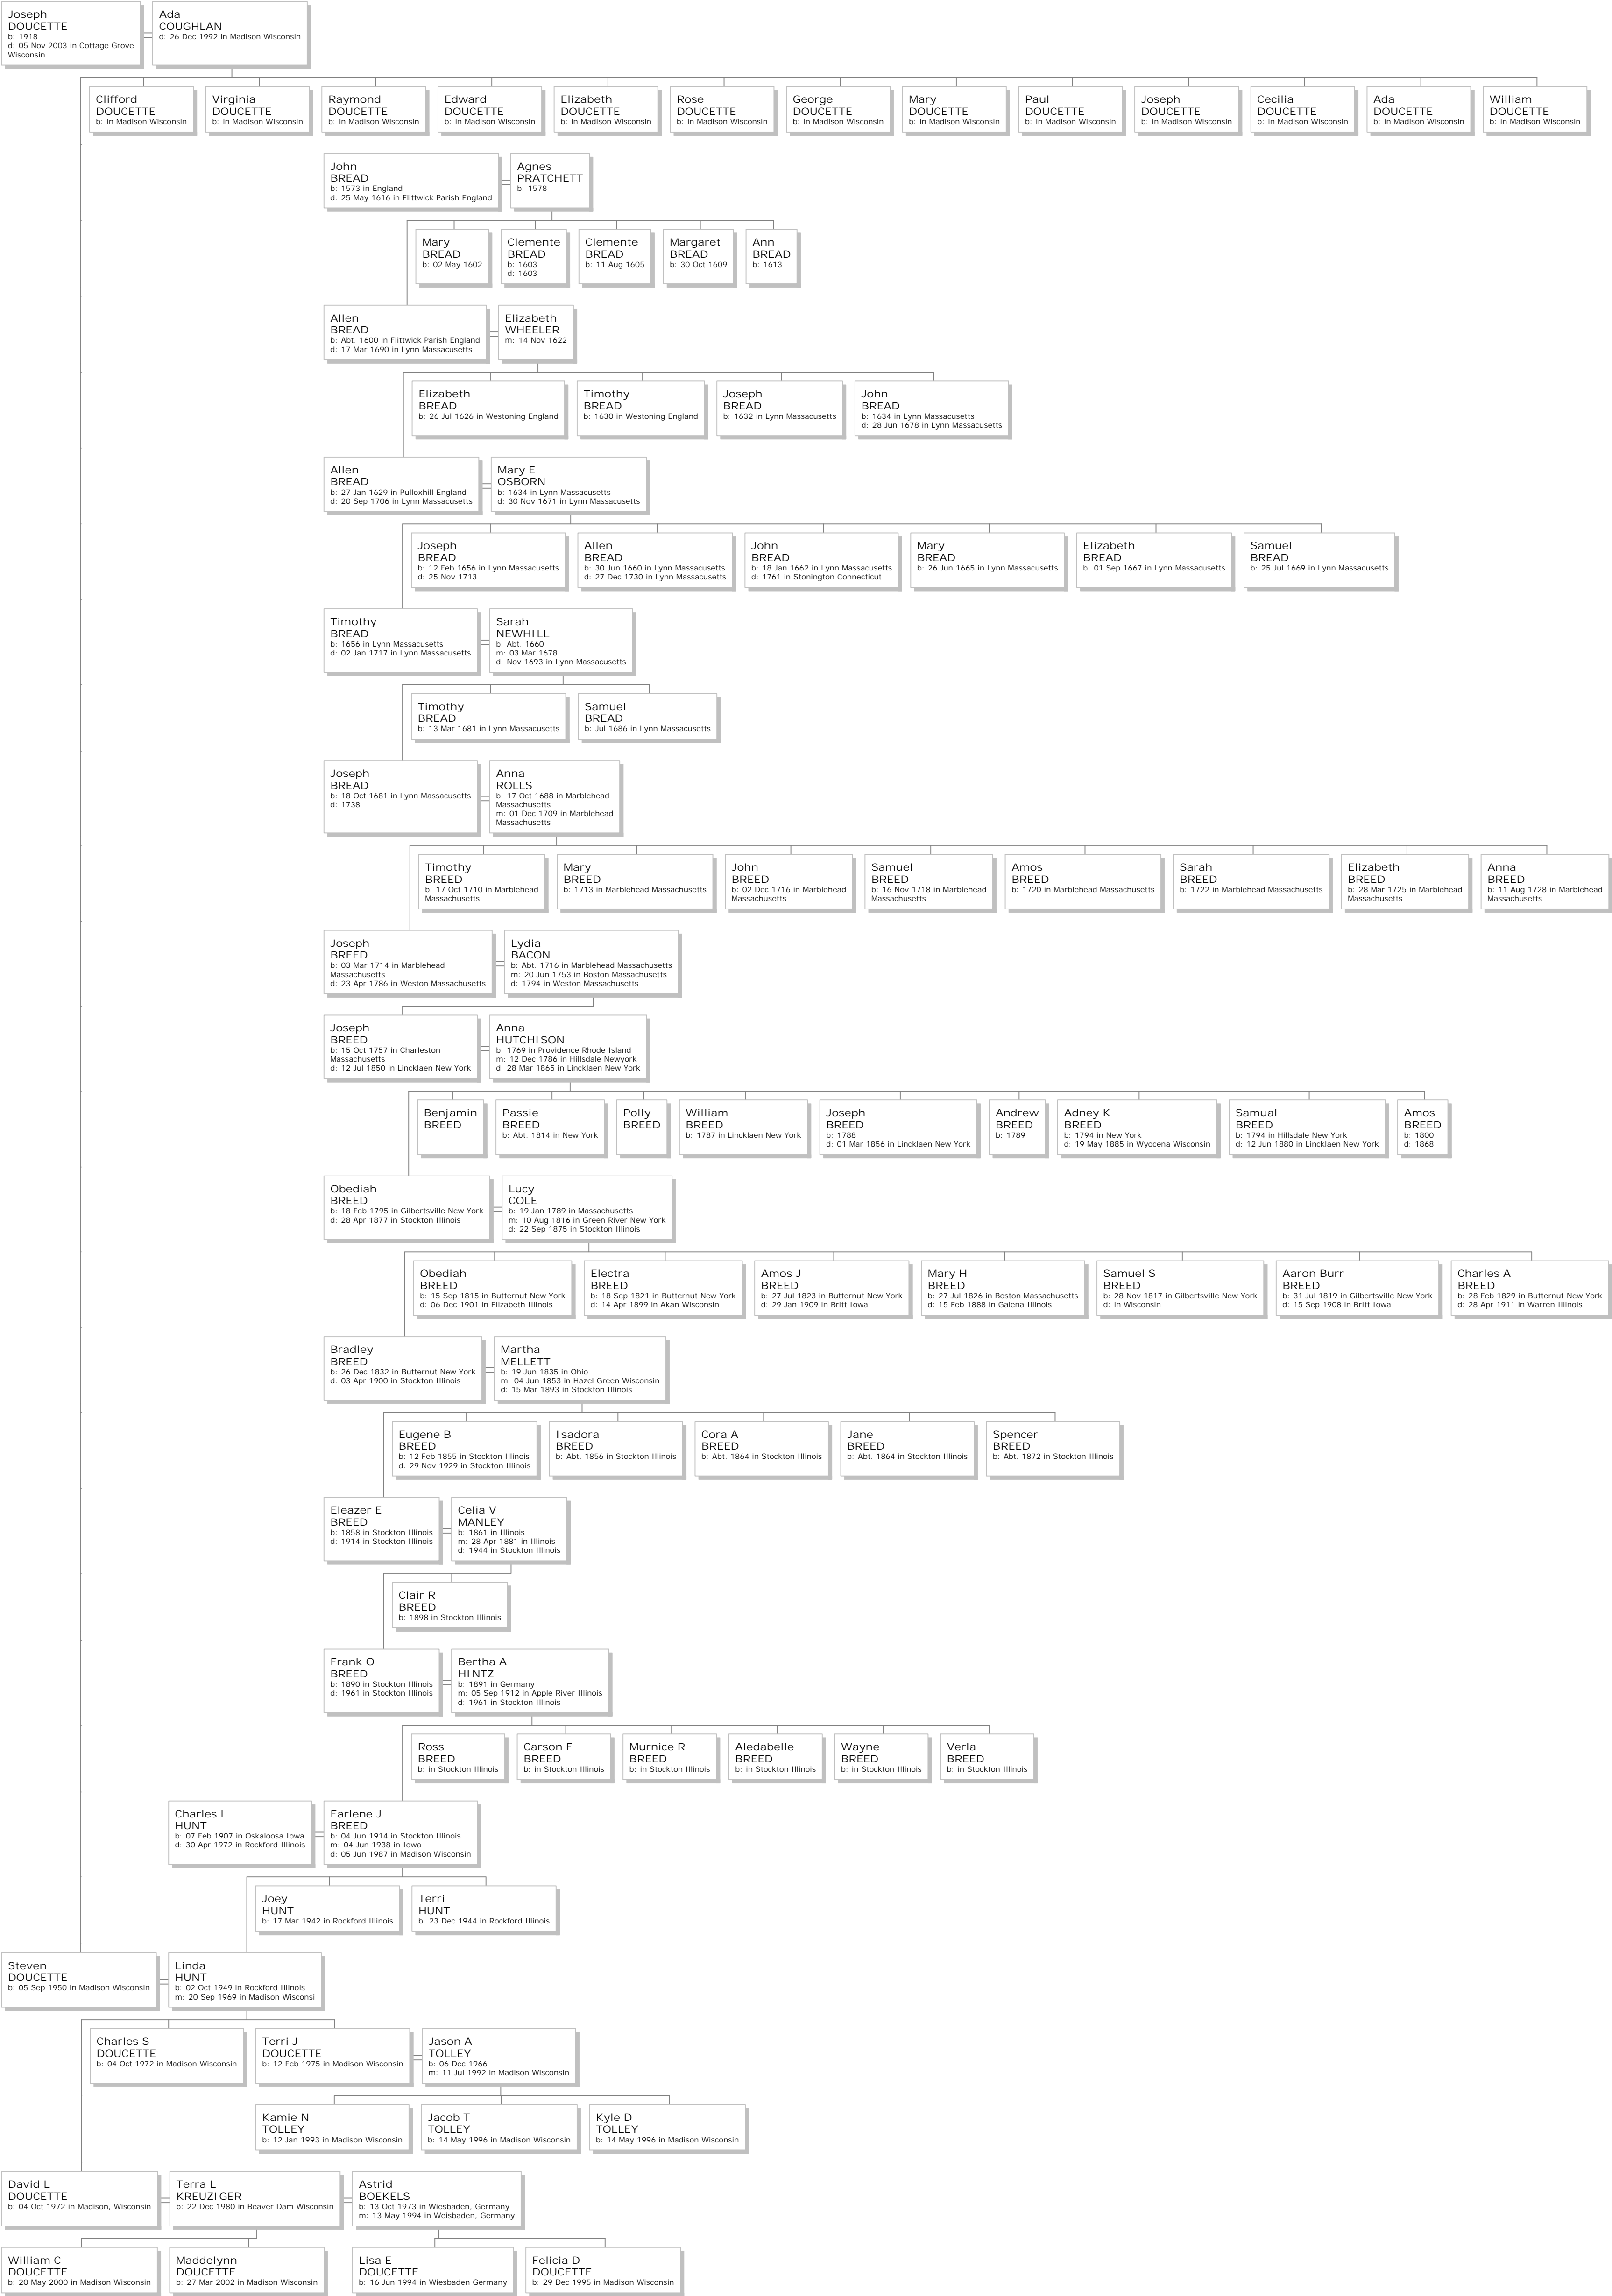 Joseph
DOUCETTE
b: 1918
d: 05 Nov 2003 in Cottage Grove
Wisconsin
Ada
COUGHLAN
d: 26 Dec 1992 in Madison Wisconsin
Clifford
DOUCETTE
b: in Madison Wisconsin
Virginia
DOUCETTE
b: in Madison Wisconsin
Raymond
DOUCETTE
b: in Madison Wisconsin
Edward
DOUCETTE
b: in Madison Wisconsin
Elizabeth
DOUCETTE
b: in Madison Wisconsin
Rose
DOUCETTE
b: in Madison Wisconsin
George
DOUCETTE
b: in Madison Wisconsin
Mary
DOUCETTE
b: in Madison Wisconsin
Paul
DOUCETTE
b: in Madison Wisconsin
Joseph
DOUCETTE
b: in Madison Wisconsin
Cecilia
DOUCETTE
b: in Madison Wisconsin
Ada
DOUCETTE
b: in Madison Wisconsin
William
DOUCETTE
b: in Madison Wisconsin
John
BREAD
b: 1573 in England
d: 25 May 1616 in Flittwick Parish England
Agnes
PRATCHETT
b: 1578
Mary
BREAD
b: 02 May 1602
Clemente
BREAD
b: 1603
d: 1603
Clemente
BREAD
b: 11 Aug 1605
Margaret
BREAD
b: 30 Oct 1609
Ann
BREAD
b: 1613
Allen
BREAD
b: Abt. 1600 in Flittwick Parish England
d: 17 Mar 1690 in Lynn Massacusetts
Elizabeth
WHEELER
m: 14 Nov 1622
Elizabeth
BREAD
b: 26 Jul 1626 in Westoning England
Timothy
BREAD
b: 1630 in Westoning England
Joseph
BREAD
b: 1632 in Lynn Massacusetts
John
BREAD
b: 1634 in Lynn Massacusetts
d: 28 Jun 1678 in Lynn Massacusetts
Allen
BREAD
b: 27 Jan 1629 in Pulloxhill England
d: 20 Sep 1706 in Lynn Massacusetts
Mary E
OSBORN
b: 1634 in Lynn Massacusetts
d: 30 Nov 1671 in Lynn Massacusetts
Joseph
BREAD
b: 12 Feb 1656 in Lynn Massacusetts
d: 25 Nov 1713
Allen
BREAD
b: 30 Jun 1660 in Lynn Massacusetts
d: 27 Dec 1730 in Lynn Massacusetts
John
BREAD
b: 18 Jan 1662 in Lynn Massacusetts
d: 1761 in Stonington Connecticut
Mary
BREAD
b: 26 Jun 1665 in Lynn Massacusetts
Elizabeth
BREAD
b: 01 Sep 1667 in Lynn Massacusetts
Samuel
BREAD
b: 25 Jul 1669 in Lynn Massacusetts
Timothy
BREAD
b: 1656 in Lynn Massacusetts
d: 02 Jan 1717 in Lynn Massacusetts
Sarah
NEWHILL
b: Abt. 1660
m: 03 Mar 1678
d: Nov 1693 in Lynn Massacusetts
Timothy
BREAD
b: 13 Mar 1681 in Lynn Massacusetts
Samuel
BREAD
b: Jul 1686 in Lynn Massacusetts
Joseph
BREAD
b: 18 Oct 1681 in Lynn Massacusetts
d: 1738
Anna
ROLLS
b: 17 Oct 1688 in Marblehead
Massachusetts
m: 01 Dec 1709 in Marblehead
Massachusetts
Timothy
BREED
b: 17 Oct 1710 in Marblehead
Massachusetts
Mary
BREED
b: 1713 in Marblehead Massachusetts
John
BREED
b: 02 Dec 1716 in Marblehead
Massachusetts
Samuel
BREED
b: 16 Nov 1718 in Marblehead
Massachusetts
Amos
BREED
b: 1720 in Marblehead Massachusetts
Sarah
BREED
b: 1722 in Marblehead Massachusetts
Elizabeth
BREED
b: 28 Mar 1725 in Marblehead
Massachusetts
Anna
BREED
b: 11 Aug 1728 in Marblehead
Massachusetts
Joseph
BREED
b: 03 Mar 1714 in Marblehead
Massachusetts
d: 23 Apr 1786 in Weston Massachusetts
Lydia
BACON
b: Abt. 1716 in Marblehead Massachusetts
m: 20 Jun 1753 in Boston Massachusetts
d: 1794 in Weston Massachusetts
Joseph
BREED
b: 15 Oct 1757 in Charleston
Massachusetts
d: 12 Jul 1850 in Lincklaen New York
Anna
HUTCHISON
b: 1769 in Providence Rhode Island
m: 12 Dec 1786 in Hillsdale Newyork
d: 28 Mar 1865 in Lincklaen New York
Benjamin
BREED
Passie
BREED
b: Abt. 1814 in New York
Polly
BREED
William
BREED
b: 1787 in Lincklaen New York
Joseph
BREED
b: 1788
d: 01 Mar 1856 in Lincklaen New York
Andrew
BREED
b: 1789
Adney K
BREED
b: 1794 in New York
d: 19 May 1885 in Wyocena Wisconsin
Samual
BREED
b: 1794 in Hillsdale New York
d: 12 Jun 1880 in Lincklaen New York
Amos
BREED
b: 1800
d: 1868
Obediah
BREED
b: 18 Feb 1795 in Gilbertsville New York
d: 28 Apr 1877 in Stockton Illinois
Lucy
COLE
b: 19 Jan 1789 in Massachusetts
m: 10 Aug 1816 in Green River New York
d: 22 Sep 1875 in Stockton Illinois
Obediah
BREED
b: 15 Sep 1815 in Butternut New York
d: 06 Dec 1901 in Elizabeth Illinois
Electra
BREED
b: 18 Sep 1821 in Butternut New York
d: 14 Apr 1899 in Akan Wisconsin
Amos J
BREED
b: 27 Jul 1823 in Butternut New York
d: 29 Jan 1909 in Britt Iowa
Mary H
BREED
b: 27 Jul 1826 in Boston Massachusetts
d: 15 Feb 1888 in Galena Illinois
Samuel S
BREED
b: 28 Nov 1817 in Gilbertsville New York
d: in Wisconsin
Aaron Burr
BREED
b: 31 Jul 1819 in Gilbertsville New York
d: 15 Sep 1908 in Britt Iowa
Charles A
BREED
b: 28 Feb 1829 in Butternut New York
d: 28 Apr 1911 in Warren Illinois
Bradley
BREED
b: 26 Dec 1832 in Butternut New York
d: 03 Apr 1900 in Stockton Illinois
Martha
MELLETT
b: 19 Jun 1835 in Ohio
m: 04 Jun 1853 in Hazel Green Wisconsin
d: 15 Mar 1893 in Stockton Illinois
Eugene B
BREED
b: 12 Feb 1855 in Stockton Illinois
d: 29 Nov 1929 in Stockton Illinois
Isadora
BREED
b: Abt. 1856 in Stockton Illinois
Cora A
BREED
b: Abt. 1864 in Stockton Illinois
Jane
BREED
b: Abt. 1864 in Stockton Illinois
Spencer
BREED
b: Abt. 1872 in Stockton Illinois
Eleazer E
BREED
b: 1858 in Stockton Illinois
d: 1914 in Stockton Illinois
Celia V
MANLEY
b: 1861 in Illinois
m: 28 Apr 1881 in Illinois
d: 1944 in Stockton Illinois
Clair R
BREED
b: 1898 in Stockton Illinois
Frank O
BREED
b: 1890 in Stockton Illinois
d: 1961 in Stockton Illinois
Bertha A
HINTZ
b: 1891 in Germany
m: 05 Sep 1912 in Apple River Illinois
d: 1961 in Stockton Illinois
Ross
BREED
b: in Stockton Illinois
Carson F
BREED
b: in Stockton Illinois
Murnice R
BREED
b: in Stockton Illinois
Aledabelle
BREED
b: in Stockton Illinois
Wayne
BREED
b: in Stockton Illinois
Verla
BREED
b: in Stockton Illinois
Charles L
HUNT
b: 07 Feb 1907 in Oskaloosa Iowa
d: 30 Apr 1972 in Rockford Illinois
Earlene J
BREED
b: 04 Jun 1914 in Stockton Illinois
m: 04 Jun 1938 in Iowa
d: 05 Jun 1987 in Madison Wisconsin
Joey
HUNT
b: 17 Mar 1942 in Rockford Illinois
Terri
HUNT
b: 23 Dec 1944 in Rockford Illinois
Steven
DOUCETTE
b: 05 Sep 1950 in Madison Wisconsin
Linda
HUNT
b: 02 Oct 1949 in Rockford Illinois
m: 20 Sep 1969 in Madison Wisconsi
Charles S
DOUCETTE
b: 04 Oct 1972 in Madison Wisconsin
Terri J
DOUCETTE
b: 12 Feb 1975 in Madison Wisconsin
Jason A
TOLLEY
b: 06 Dec 1966
m: 11 Jul 1992 in Madison Wisconsin
Kamie N
TOLLEY
b: 12 Jan 1993 in Madison Wisconsin
Jacob T
TOLLEY
b: 14 May 1996 in Madison Wisconsin
Kyle D
TOLLEY
b: 14 May 1996 in Madison Wisconsin
David L
DOUCETTE
b: 04 Oct 1972 in Madison, Wisconsin
Terra L
KREUZIGER
b: 22 Dec 1980 in Beaver Dam Wisconsin
Astrid
BOEKELS
b: 13 Oct 1973 in Wiesbaden, Germany
m: 13 May 1994 in Weisbaden, Germany
William C
DOUCETTE
b: 20 May 2000 in Madison Wisconsin
Maddelynn
DOUCETTE
b: 27 Mar 2002 in Madison Wisconsin
Lisa E
DOUCETTE
b: 16 Jun 1994 in Wiesbaden Germany
Felicia D
DOUCETTE
b: 29 Dec 1995 in Madison Wisconsin